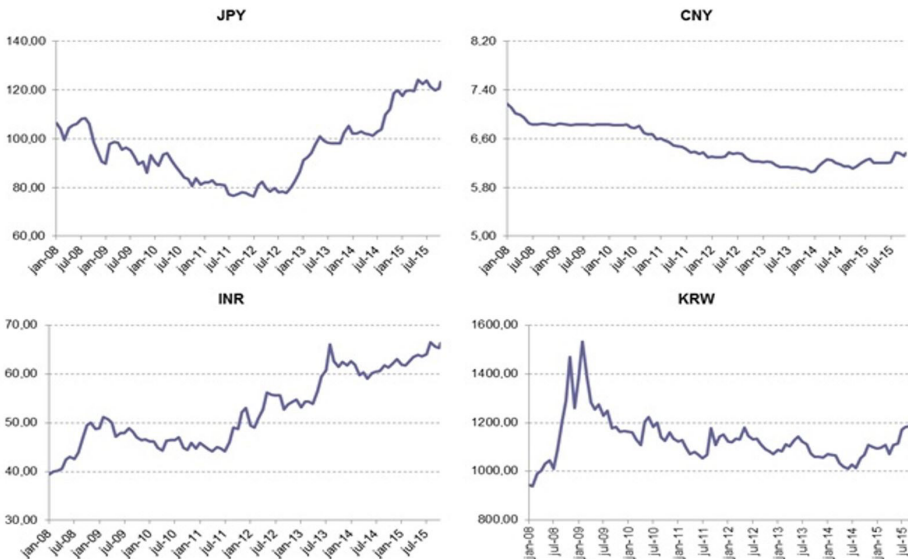 JPY
140,00
120,00
100,00
80,00
60,00
jan-08
jul-08
jan-09
jul-09
jan-10
jul-10
jan-11
jul-11
jan-12
jul-12
jan-13
jul-13
jan-14
jul-14
jan-15
jul-15
CNY
8,20
7,40
6,60
5,80
5,00
jan-08
jul-08
jan-09
jul-09
jan-10
jul-10
jan-11
jul-11
jan-12
jul-12
jan-13
jul-13
jan-14
jul-14
jan-15
jul-15
INR
70,00
60,00
50,00
40,00
30,00
jan-08
jul-08
jan-09
jul-09
jan-10
jul-10
jan-11
jul-11
jan-12
jul-12
jan-13
jul-13
jan-14
jul-14
jan-15
jul-15
KRW
1600,00
1400,00
1200,00
1000,00
800,00
jan-08
jul-08
jan-09
jul-09
jan-10
jul-10
jan-11
jul-11
jan-12
jul-12
jan-13
jul-13
jan-14
jul-14
jan-15
jul-15